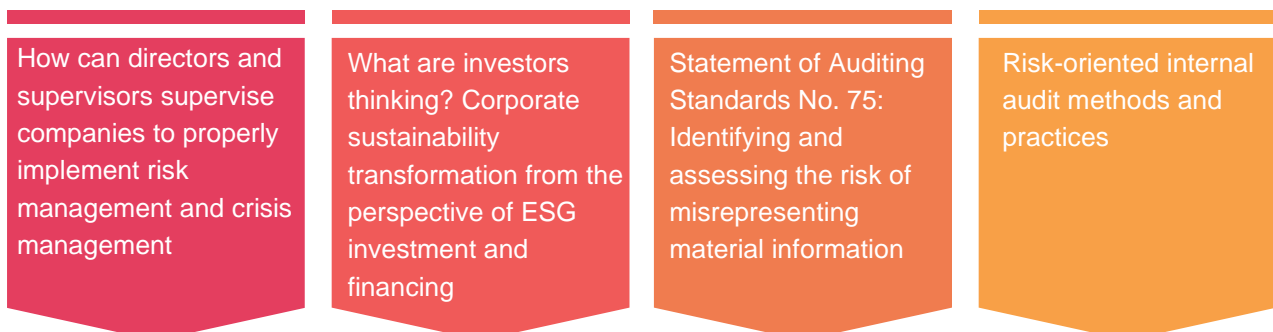 How can directors and
supervisors supervise
companies to properly
implement risk
management and crisis
management
What are investors
thinking? Corporate
sustainability
transformation from the
perspective of ESG
investment and
financing
Statement of Auditing
Standards No. 75:
Identifying and
assessing the risk of
misrepresenting
material information
Risk-oriented internal
audit methods and
practices